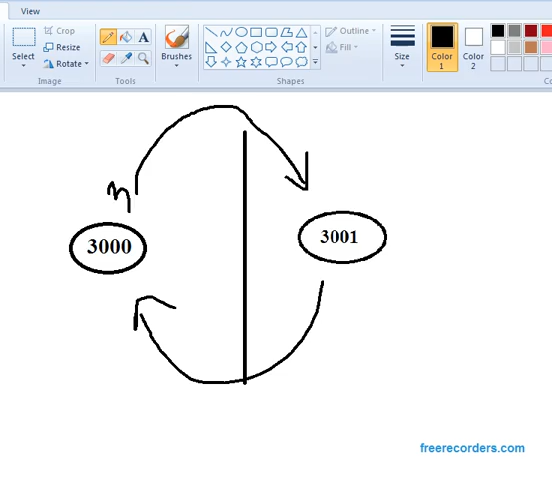 View
Select
Crop
Resize
Rotate
Image
A
Tools
Brushes
Shapes
Outline
Fill
Size
Color
1
Color
2
Co
3000
3001
freerecorders.com